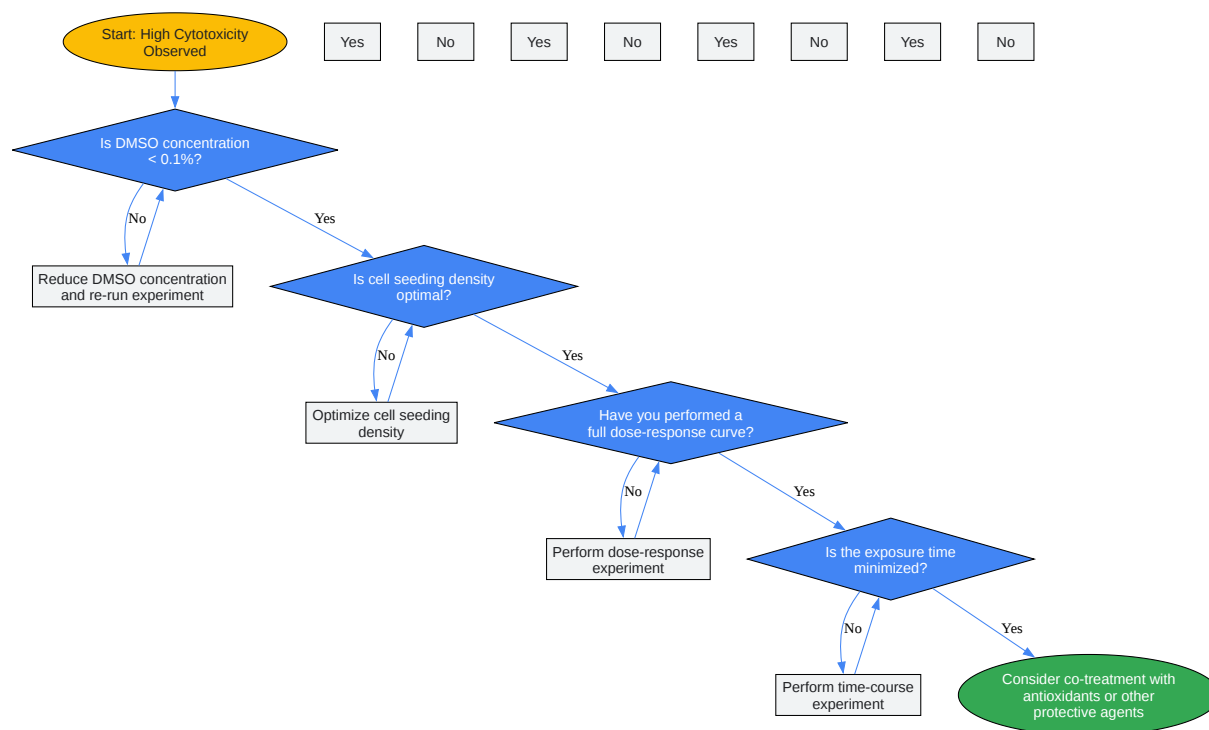 Start: High Cytotoxicity
Observed
Yes
No
Yes
No
Yes
No
Yes
No
Is DMSO concentration
< 0.1%?
No
Yes
Reduce DMSO concentration
and re-run experiment
Is cell seeding density
optimal?
No
Yes
Optimize cell seeding
density
Have you performed a
full dose-response curve?
No
Yes
Perform dose-response
experiment
Is the exposure time
minimized?
No
Yes
Perform time-course
experiment
Consider co-treatment with
antioxidants or other
protective agents